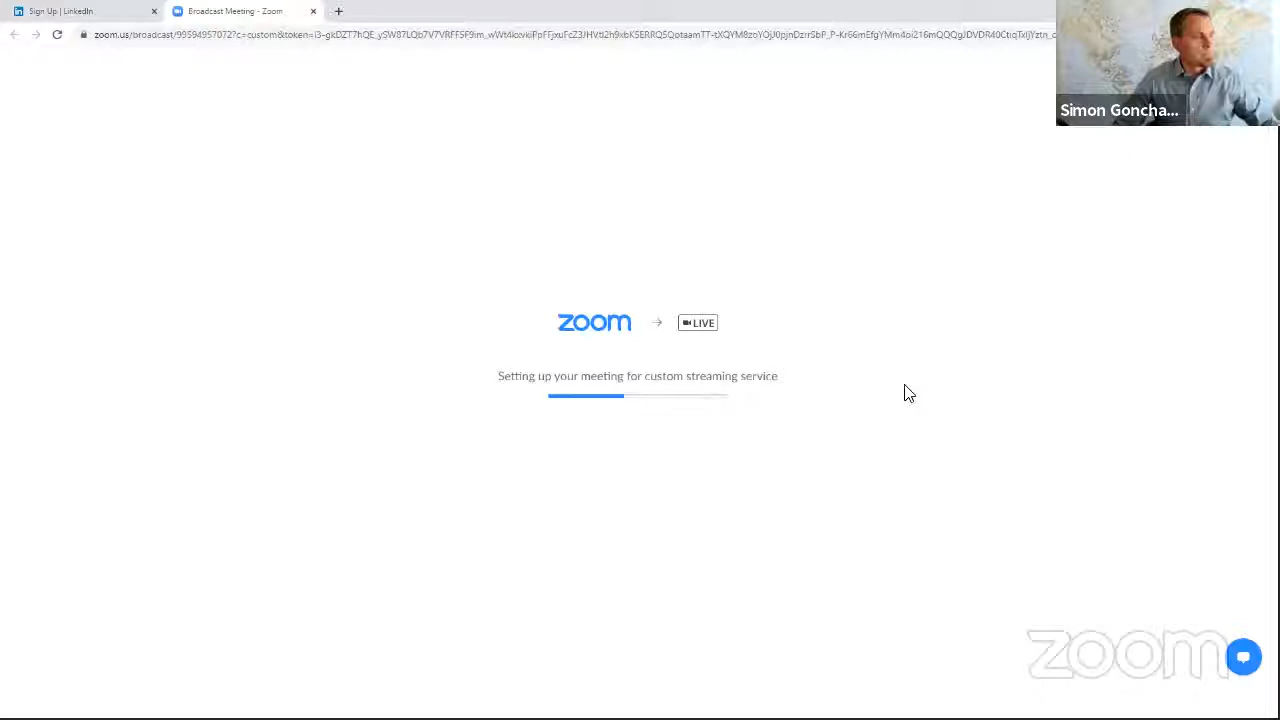 Sign Up | LinkedIn
Broadcast Meeting - Zoom
Simon Goncha...
zoom → LIVE
Setting up your meeting for custom streaming service
zoom